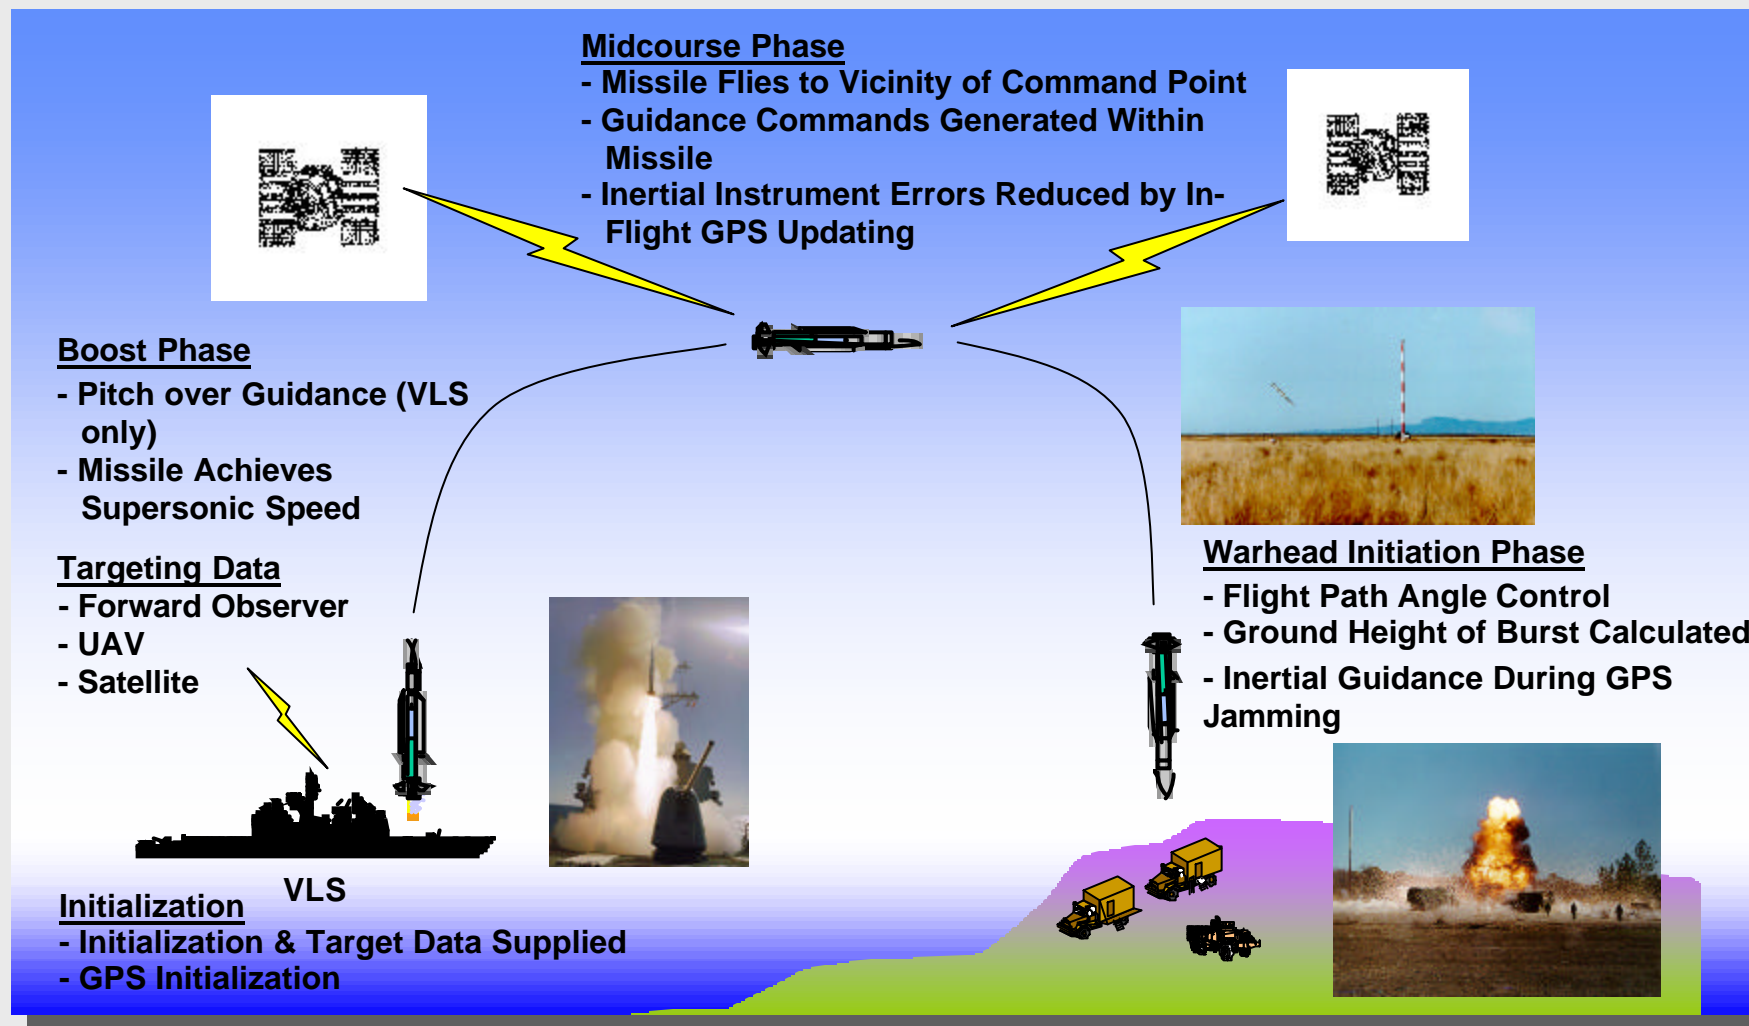 Midcourse Phase
- Missile Flies to Vicinity of Command Point
- Guidance Commands Generated Within
Missile
- Inertial Instrument Errors Reduced by In-
Flight GPS Updating
Boost Phase
- Pitch over Guidance (VLS
only)
- Missile Achieves
Supersonic Speed
Targeting Data
- Forward Observer
- UAV
- Satellite
VLS
Initialization
- Initialization & Target Data Supplied
- GPS Initialization
Warhead Initiation Phase
- Flight Path Angle Control
- Ground Height of Burst Calculated
- Inertial Guidance During GPS
Jamming